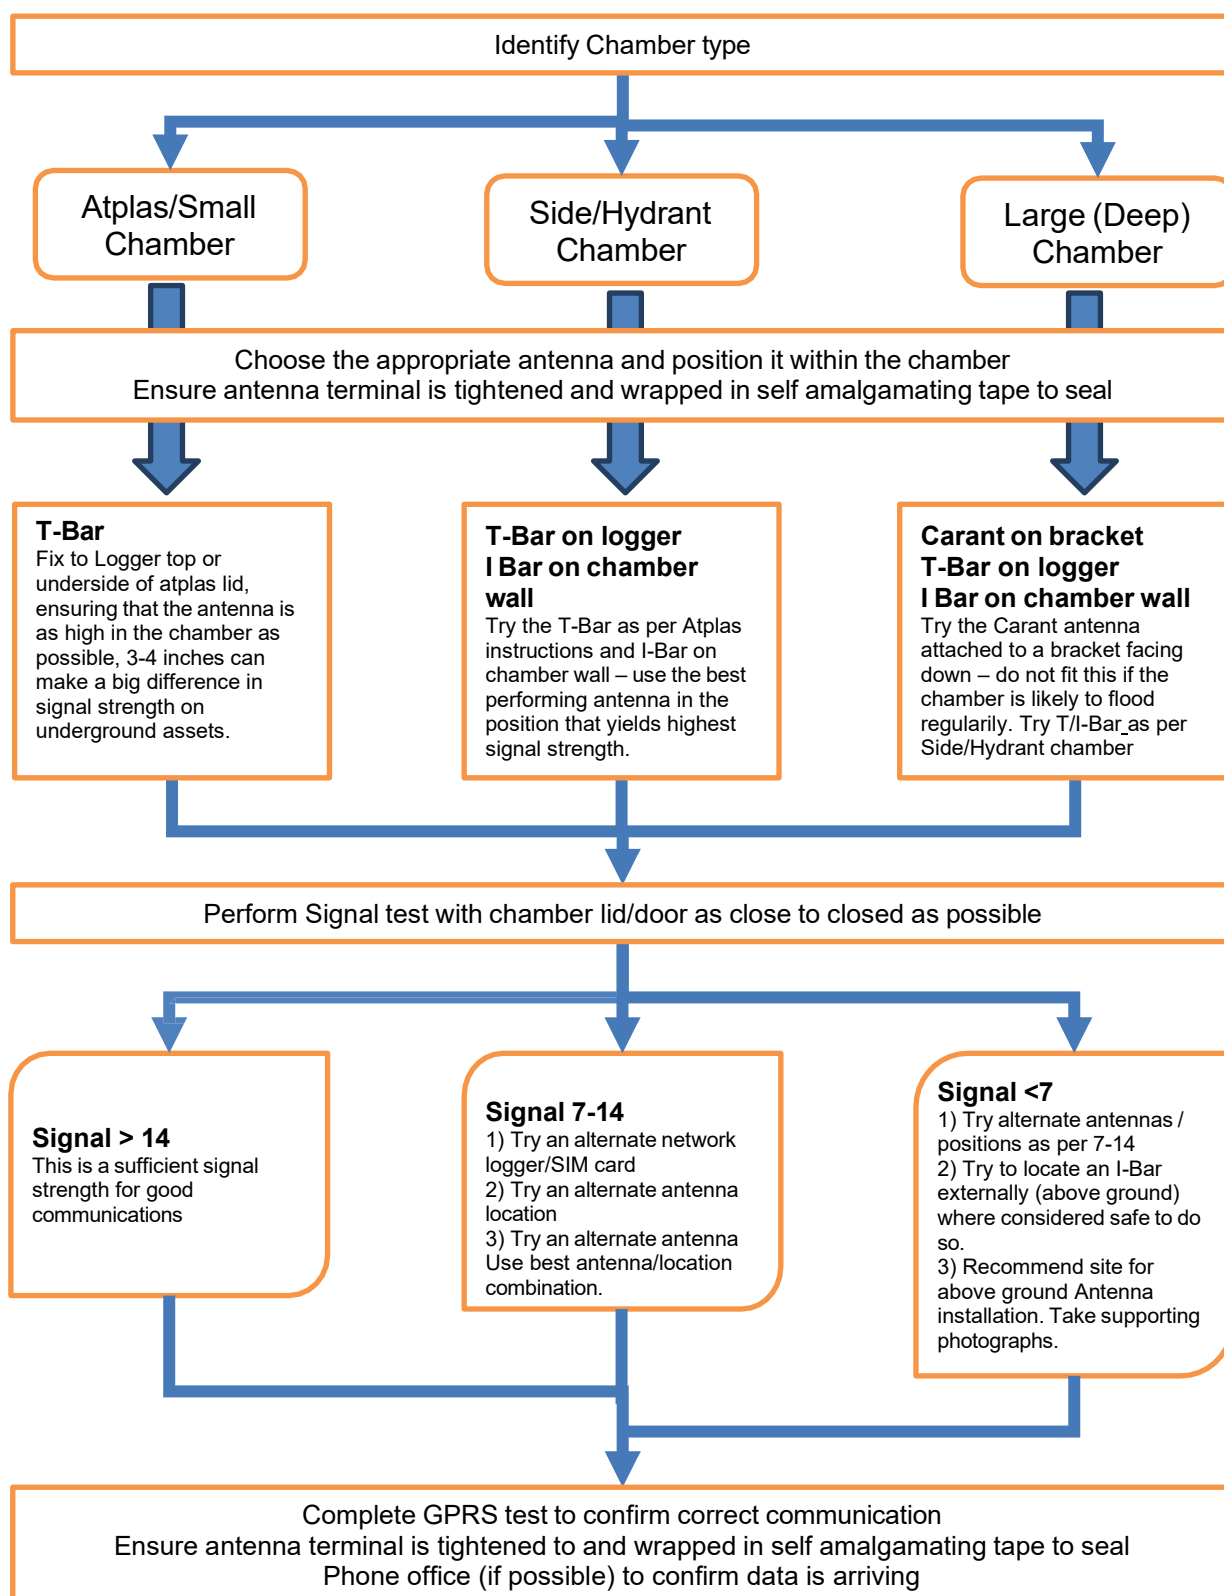 Identify Chamber type
Atplas/Small
Chamber
Side/Hydrant
Chamber
Large (Deep)
Chamber
Choose the appropriate antenna and position it within the chamber
Ensure antenna terminal is tightened and wrapped in self amalgamating tape to seal
T-Bar
Fix to Logger top or
underside of atplas lid,
ensuring that the antenna is
as high in the chamber as
possible, 3-4 inches can
make a big difference in
signal strength on
underground assets.
T-Bar on logger
I Bar on chamber
wall
Try the T-Bar as per Atplas
instructions and I-Bar on
chamber wall – use the best
performing antenna in the
position that yields highest
signal strength.
Carant on bracket
T-Bar on logger
I Bar on chamber wall
Try the Carant antenna
attached to a bracket facing
down – do not fit this if the
chamber is likely to flood
regularily. Try T/I-Bar as per
Side/Hydrant chamber
Perform Signal test with chamber lid/door as close to closed as possible
Signal > 14
This is a sufficient signal
strength for good
communications
Signal 7-14
1) Try an alternate network
logger/SIM card
2) Try an alternate antenna
location
3) Try an alternate antenna
Use best antenna/location
combination.
Signal <7
1) Try alternate antennas /
positions as per 7-14
2) Try to locate an I-Bar
externally (above ground)
where considered safe to do
so.
3) Recommend site for
above ground Antenna
installation. Take supporting
photographs.
Complete GPRS test to confirm correct communication
Ensure antenna terminal is tightened to and wrapped in self amalgamating tape to seal
Phone office (if possible) to confirm data is arriving